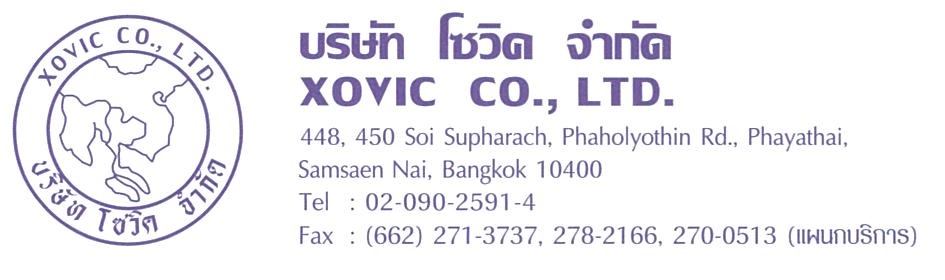 XOVIC CO., LTD.
บริษัท โซวิค จำกัด
บริษัท โซวิค จำกัด
XOVIC CO., LTD.
448, 450 Soi Supharach, Phaholyothin Rd., Phayathai,
Samsaen Nai, Bangkok 10400
Tel : 02-090-2591-4
Fax : (662) 271-3737, 278-2166, 270-0513 (แผนกบริการ)